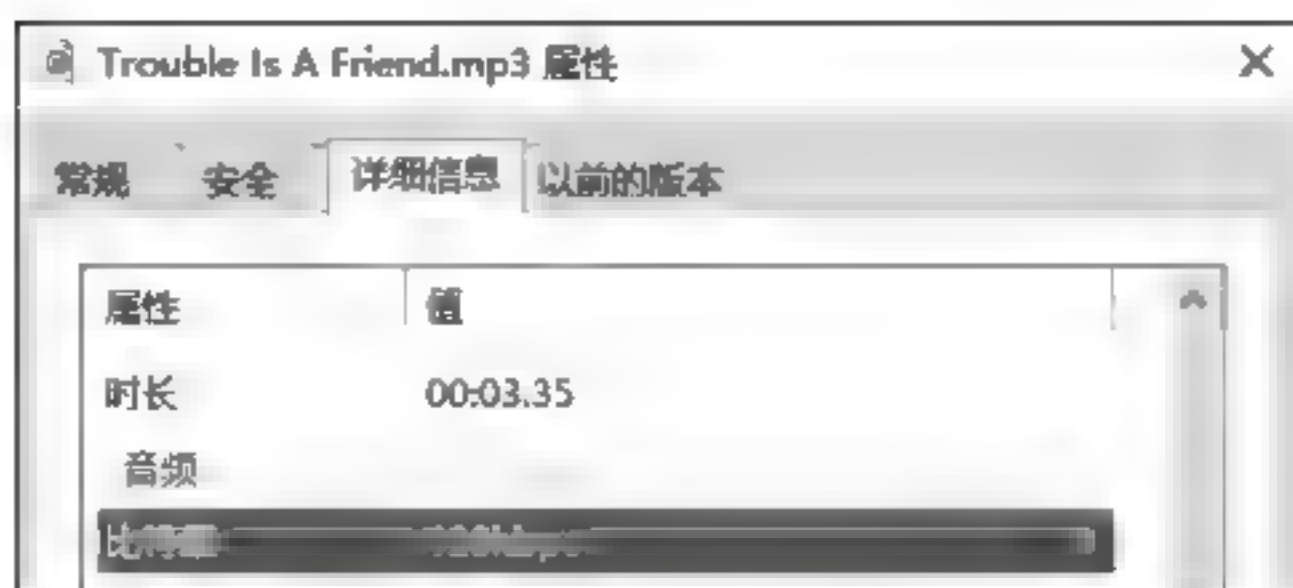 Trouble Is A Friend.mp3 属性
常规 安全 详细信息 以前的版本
属性 值
时长 00:03:35
音频